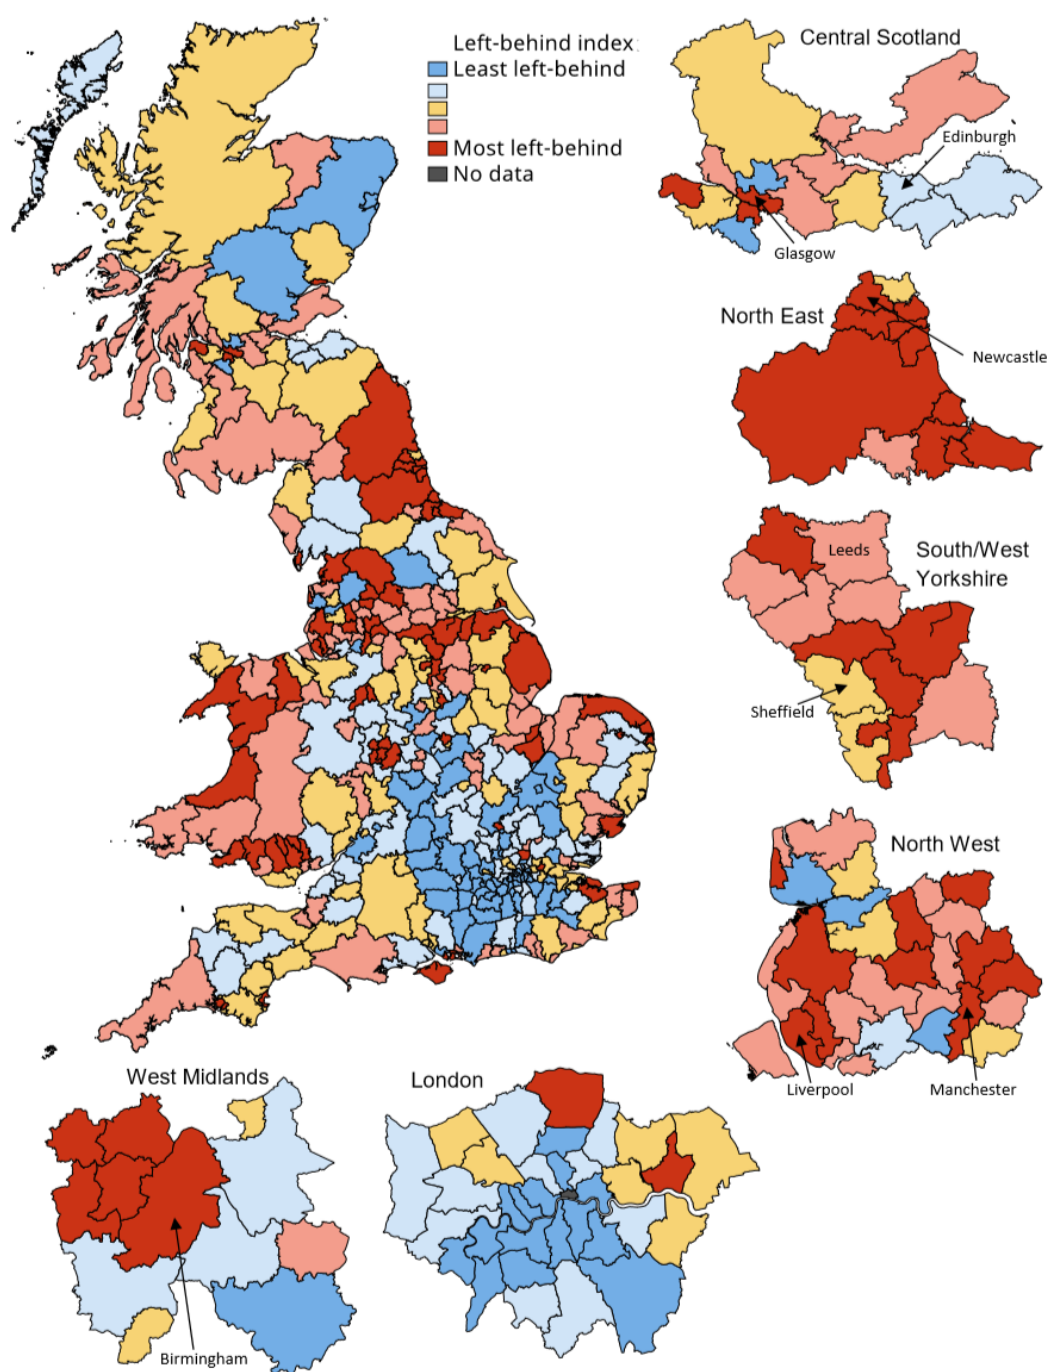 Left-behind index:
Least left-behind
Most left-behind
No data
Central Scotland
Edinburgh
Glasgow
North East
Newcastle
Leeds
South/West
Yorkshire
Sheffield
North West
Liverpool
Manchester
West Midlands
Birmingham
London